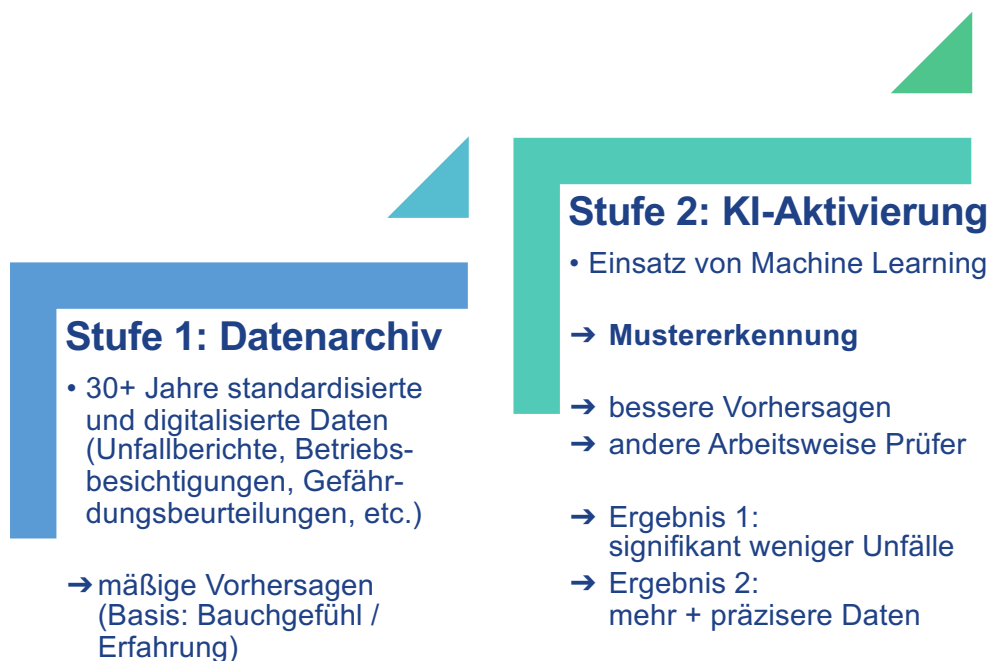 Stufe 1: Datenarchiv
• 30+ Jahre standardisierte
und digitalisierte Daten
(Unfallberichte, Betriebs-
besichtigungen, Gefähr-
dungsbeurteilungen, etc.)
➔ mäßige Vorhersagen
(Basis: Bauchgefühl /
Erfahrung)
Stufe 2: KI-Aktivierung
• Einsatz von Machine Learning
➔ Mustererkennung
➔ bessere Vorhersagen
➔ andere Arbeitsweise Prüfer
➔ Ergebnis 1:
signifikant weniger Unfälle
➔ Ergebnis 2:
mehr + präzisere Daten